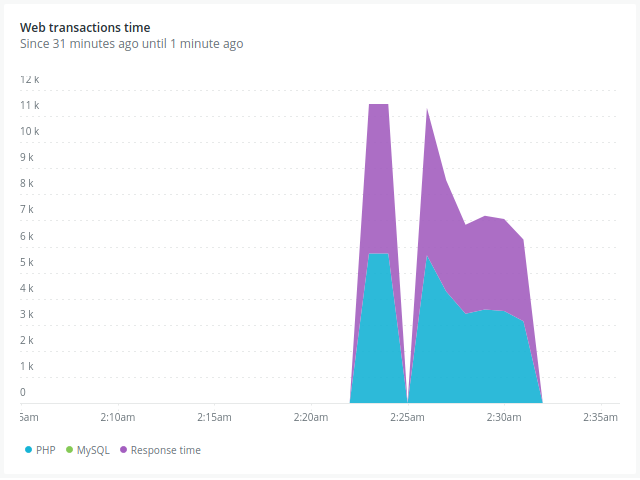 Web transactions time
Since 31 minutes ago until 1 minute ago
12 k
11 k
10 k
9 k
8 k
7 k
6 k
5 k
4 k
3 k
2 k
1 k
0
5am 2:10am 2:15am 2:20am 2:25am 2:30am 2:35am
PHP MySQL Response time